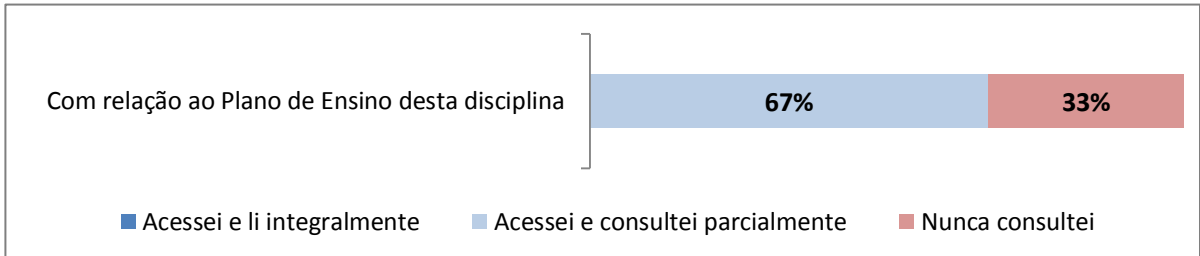 Com relação ao Plano de Ensino desta disciplina
67%
33%
Acessei e li integralmente
Acessei e consultei parcialmente
Nunca consultei